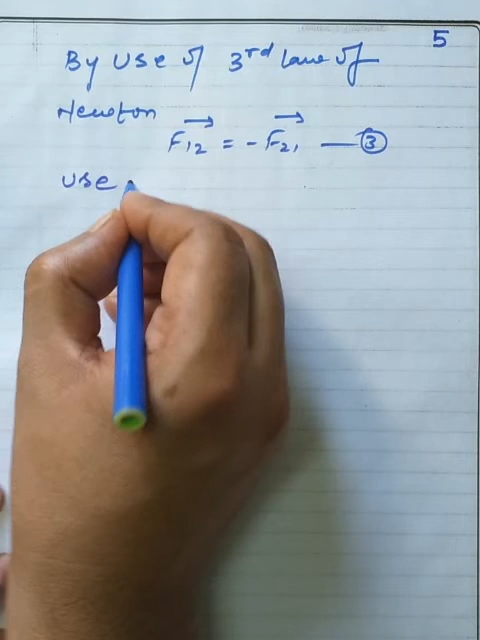 5
By use of 3rd law of
Newton
F₁₂ = - F₂₁ — ③
use